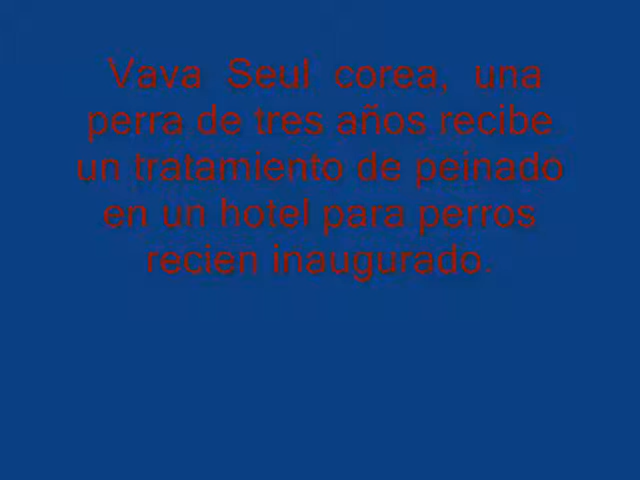 Vava Seul corea, una
perra de tres años recibe
un tratamiento de peinado
en un hotel para perros
recien inaugurado.